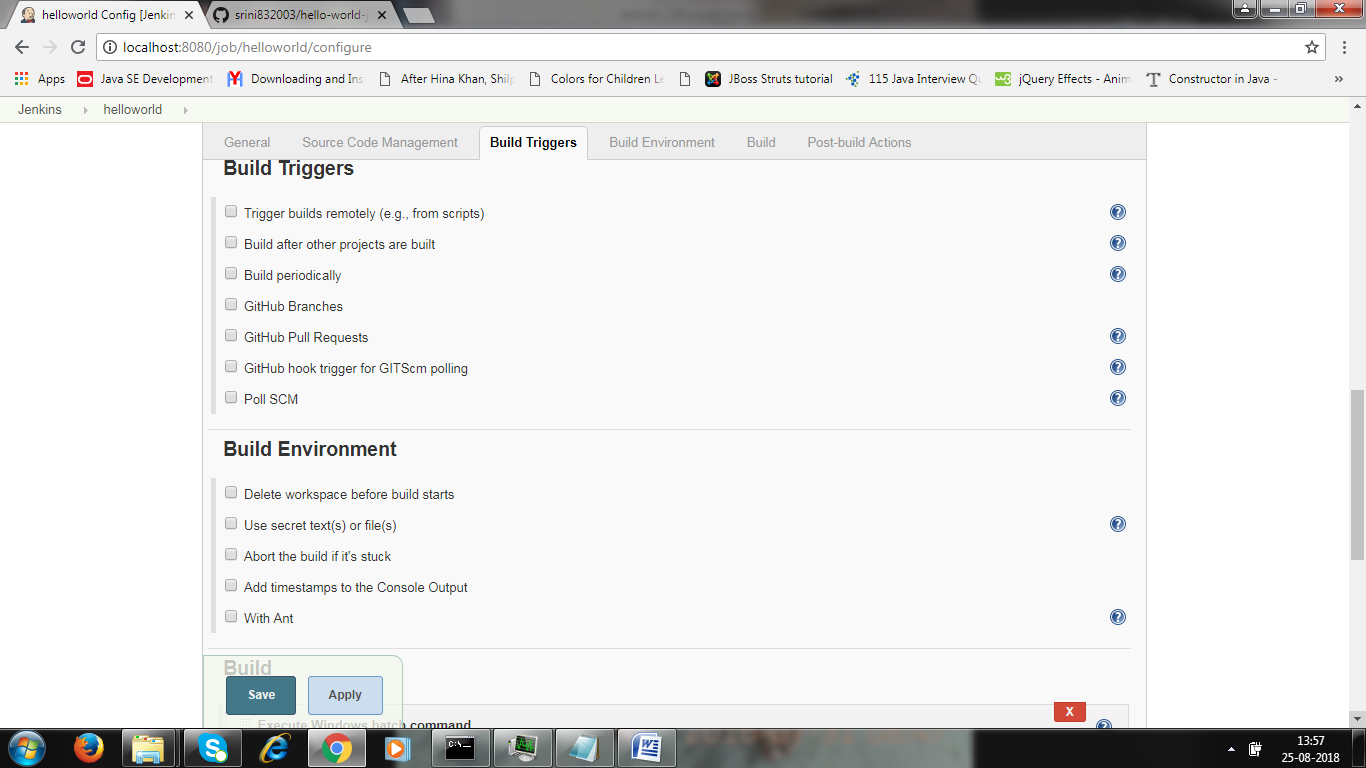 helloworld Config [Jenkin
srini832003/hello-world-j
localhost:8080/job/helloworld/configure
Apps Java SE Development Downloading and Ins After Hina Khan, Shilp Colors for Children Le JBoss Struts tutorial 115 Java Interview Qu jQuery Effects - Anim Constructor in Java - »
Jenkins helloworld
General Source Code Management Build Triggers Build Environment Build Post-build Actions
Build Triggers
Trigger builds remotely (e.g., from scripts)
Build after other projects are built
Build periodically
GitHub Branches
GitHub Pull Requests
GitHub hook trigger for GITScm polling
Poll SCM
Build Environment
Delete workspace before build starts
Use secret text(s) or file(s)
Abort the build if it's stuck
Add timestamps to the Console Output
With Ant
Build
Save Apply
X
Execute Windows batch command
13:57
25-08-2018